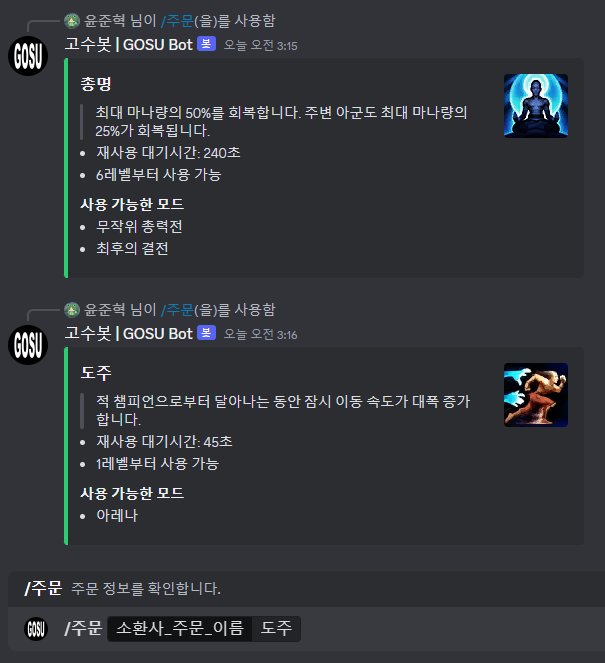 윤준혁 님이 /주문(을)를 사용함
GOSU
고수봇 | GOSU Bot 봇 오늘 오전 3:15
총명
최대 마나량의 50%를 회복합니다. 주변 아군도 최대 마나량의
25%가 회복됩니다.
• 재사용 대기시간: 240초
• 6레벨부터 사용 가능
사용 가능한 모드
• 무작위 총력전
• 최후의 결전
윤준혁 님이 /주문(을)를 사용함
GOSU
고수봇 | GOSU Bot 봇 오늘 오전 3:16
도주
적 챔피언으로부터 달아나는 동안 잠시 이동 속도가 대폭 증가
합니다.
• 재사용 대기시간: 45초
• 1레벨부터 사용 가능
사용 가능한 모드
• 아레나
/주문 주문 정보를 확인합니다.
GOSU /주문 소환사_주문_이름 도주